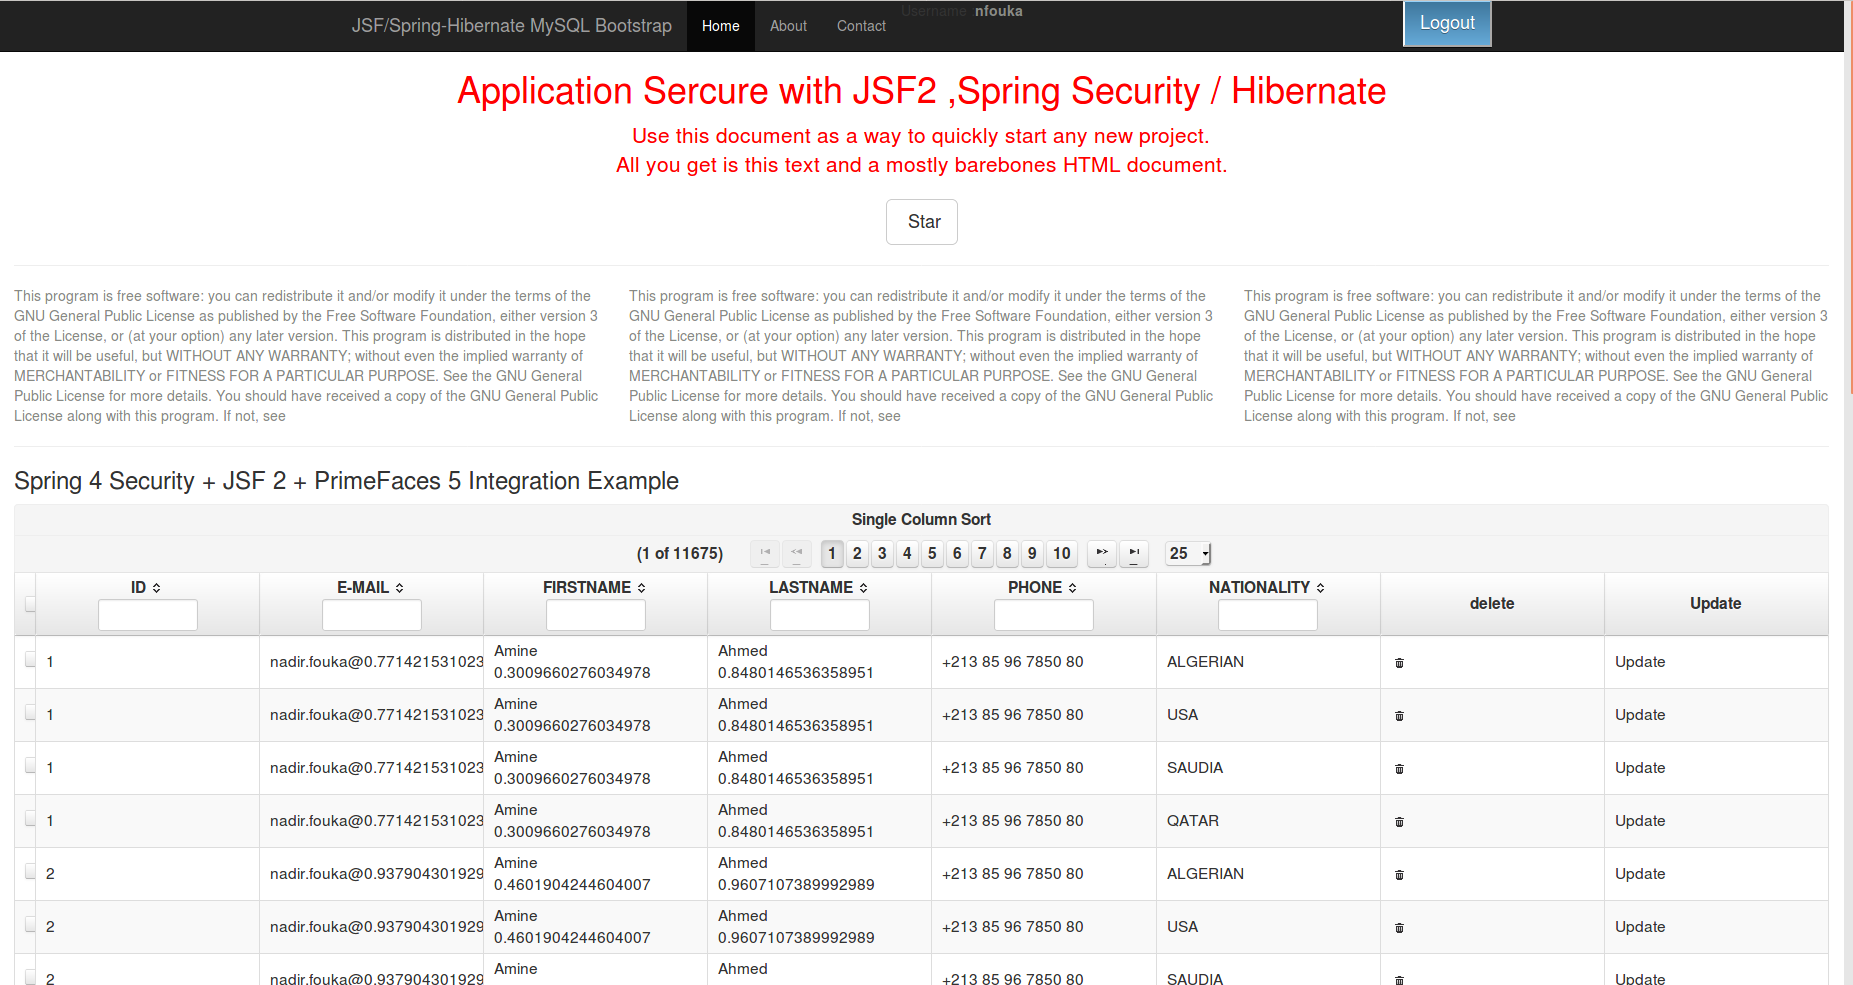 JSF/Spring-Hibernate MySQL Bootstrap Home About Contact Username :nfouka Logout
Application Sercure with JSF2 ,Spring Security / Hibernate
Use this document as a way to quickly start any new project.
All you get is this text and a mostly barebones HTML document.
Star
This program is free software: you can redistribute it and/or modify it under the terms of the
GNU General Public License as published by the Free Software Foundation, either version 3
of the License, or (at your option) any later version. This program is distributed in the hope
that it will be useful, but WITHOUT ANY WARRANTY; without even the implied warranty of
MERCHANTABILITY or FITNESS FOR A PARTICULAR PURPOSE. See the GNU General
Public License for more details. You should have received a copy of the GNU General Public
License along with this program. If not, see
This program is free software: you can redistribute it and/or modify it under the terms of the
GNU General Public License as published by the Free Software Foundation, either version 3
of the License, or (at your option) any later version. This program is distributed in the hope
that it will be useful, but WITHOUT ANY WARRANTY; without even the implied warranty of
MERCHANTABILITY or FITNESS FOR A PARTICULAR PURPOSE. See the GNU General
Public License for more details. You should have received a copy of the GNU General Public
License along with this program. If not, see
This program is free software: you can redistribute it and/or modify it under the terms of the
GNU General Public License as published by the Free Software Foundation, either version 3
of the License, or (at your option) any later version. This program is distributed in the hope
that it will be useful, but WITHOUT ANY WARRANTY; without even the implied warranty of
MERCHANTABILITY or FITNESS FOR A PARTICULAR PURPOSE. See the GNU General
Public License for more details. You should have received a copy of the GNU General Public
License along with this program. If not, see
Spring 4 Security + JSF 2 + PrimeFaces 5 Integration Example
Single Column Sort
(1 of 11675) 1 2 3 4 5 6 7 8 9 10 25
ID E-MAIL FIRSTNAME LASTNAME PHONE NATIONALITY delete Update
1 nadir.fouka@0.771421531023 Amine 0.3009660276034978 Ahmed 0.8480146536358951 +213 85 96 7850 80 ALGERIAN Update
1 nadir.fouka@0.771421531023 Amine 0.3009660276034978 Ahmed 0.8480146536358951 +213 85 96 7850 80 USA Update
1 nadir.fouka@0.771421531023 Amine 0.3009660276034978 Ahmed 0.8480146536358951 +213 85 96 7850 80 SAUDIA Update
1 nadir.fouka@0.771421531023 Amine 0.3009660276034978 Ahmed 0.8480146536358951 +213 85 96 7850 80 QATAR Update
2 nadir.fouka@0.937904301929 Amine 0.4601904244604007 Ahmed 0.9607107389992989 +213 85 96 7850 80 ALGERIAN Update
2 nadir.fouka@0.937904301929 Amine 0.4601904244604007 Ahmed 0.9607107389992989 +213 85 96 7850 80 USA Update
2 nadir.fouka@0.937904301929 Amine Ahmed +213 85 96 7850 80 SAUDIA Update